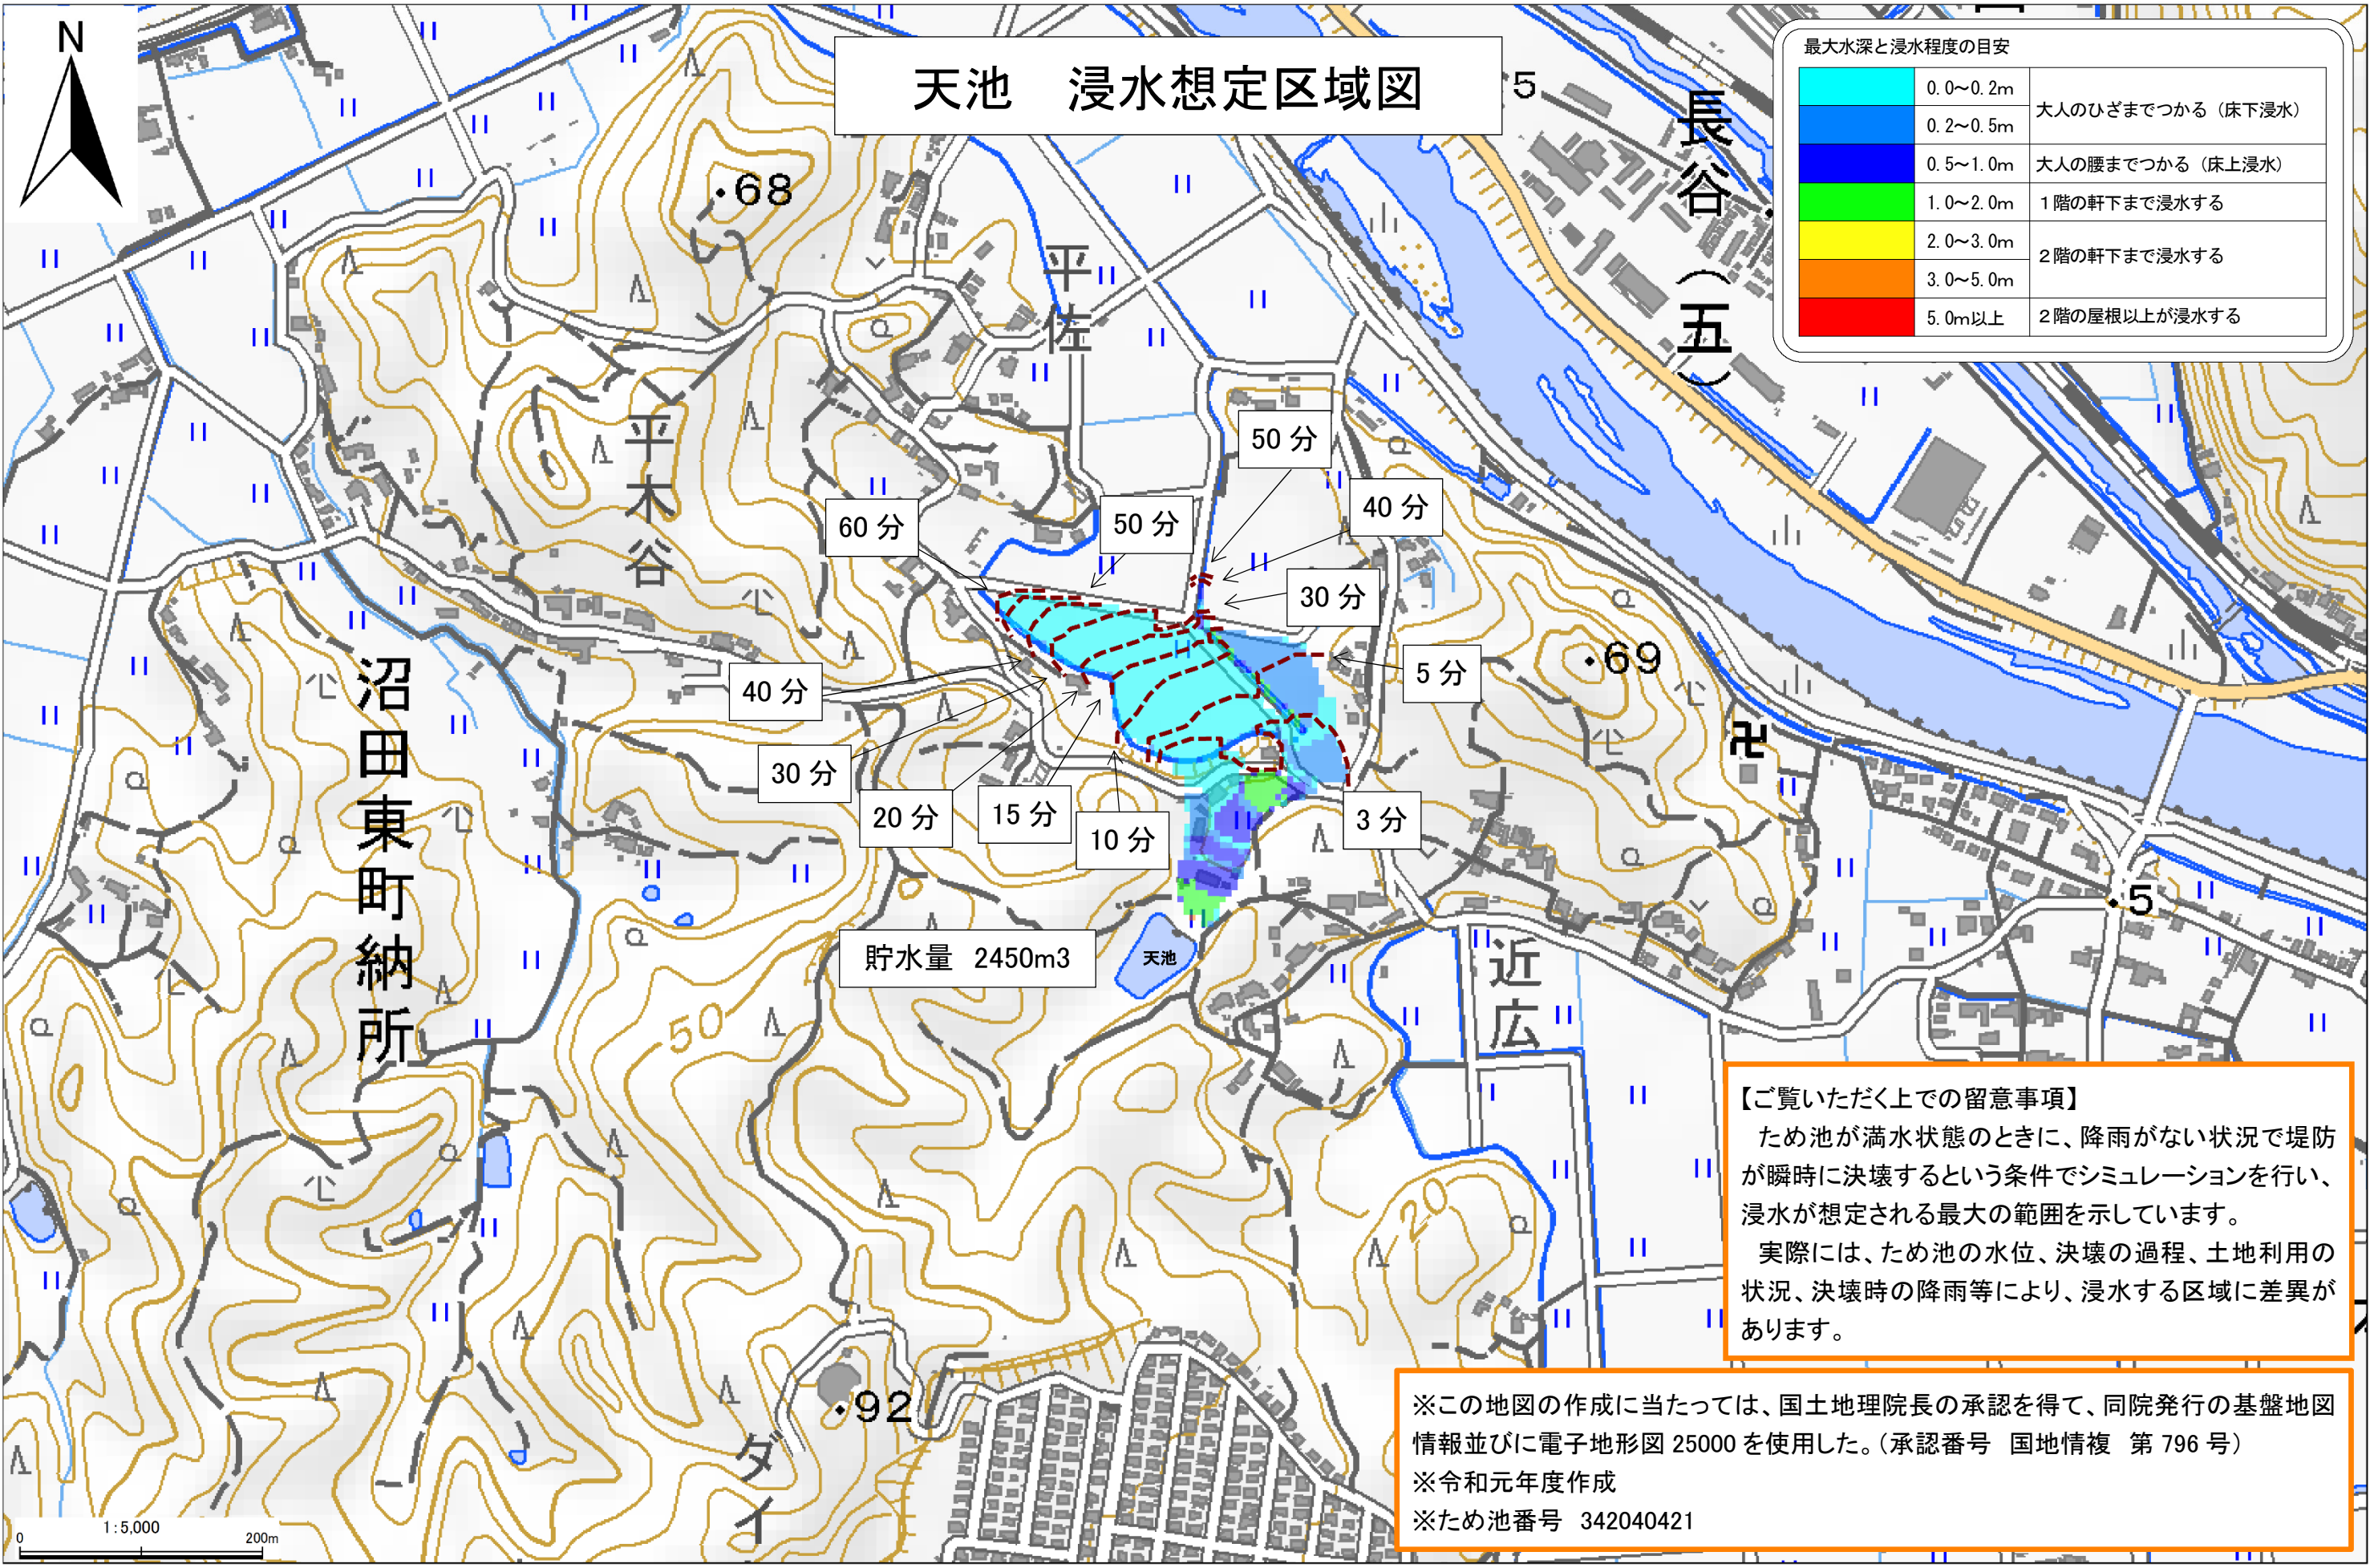 N
天池　浸水想定区域図
最大水深と浸水程度の目安
0.0～0.2m
0.2～0.5m
大人のひざまでつかる（床下浸水）
0.5～1.0m 大人の腰までつかる（床上浸水）
1.0～2.0m １階の軒下まで浸水する
2.0～3.0m
3.0～5.0m
２階の軒下まで浸水する
5.0m以上 ２階の屋根以上が浸水する
5
長谷（五）
68
平佐
平木谷
50分
40分
60分
50分
30分
5分
40分
30分
20分
15分
10分
3分
69
沼田東町納所
貯水量　2450m3
天池
近広
5
50
20
92
ダイ
【ご覧いただく上での留意事項】
ため池が満水状態のときに、降雨がない状況で堤防
が瞬時に決壊するという条件でシミュレーションを行い、
浸水が想定される最大の範囲を示しています。
実際には、ため池の水位、決壊の過程、土地利用の
状況、決壊時の降雨等により、浸水する区域に差異が
あります。
※この地図の作成に当たっては、国土地理院長の承認を得て、同院発行の基盤地図
情報並びに電子地形図 25000 を使用した。（承認番号　国地情複　第 796 号）
※令和元年度作成
※ため池番号　342040421
1:5,000
0 200m